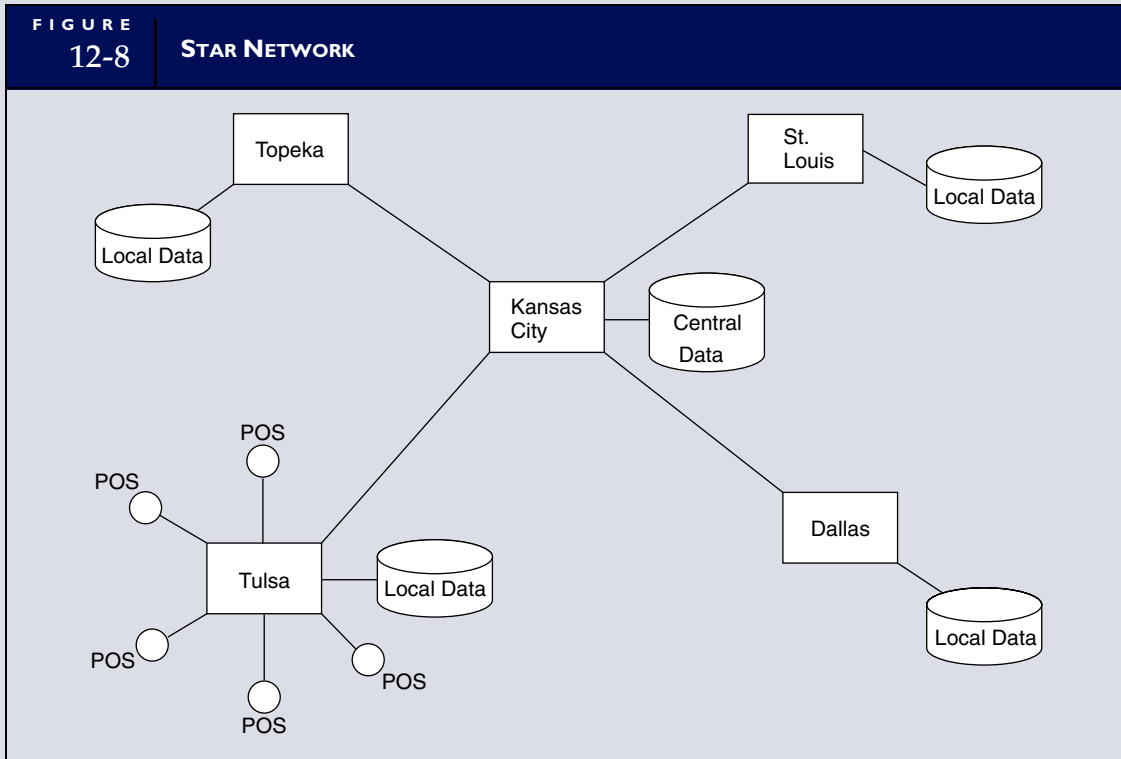 FIGURE
12-8
STAR NETWORK
Topeka
St.
Louis
Local Data
Local Data
Kansas
City
Central
Data
POS
POS
Dallas
Tulsa
Local Data
Local Data
POS
POS
POS